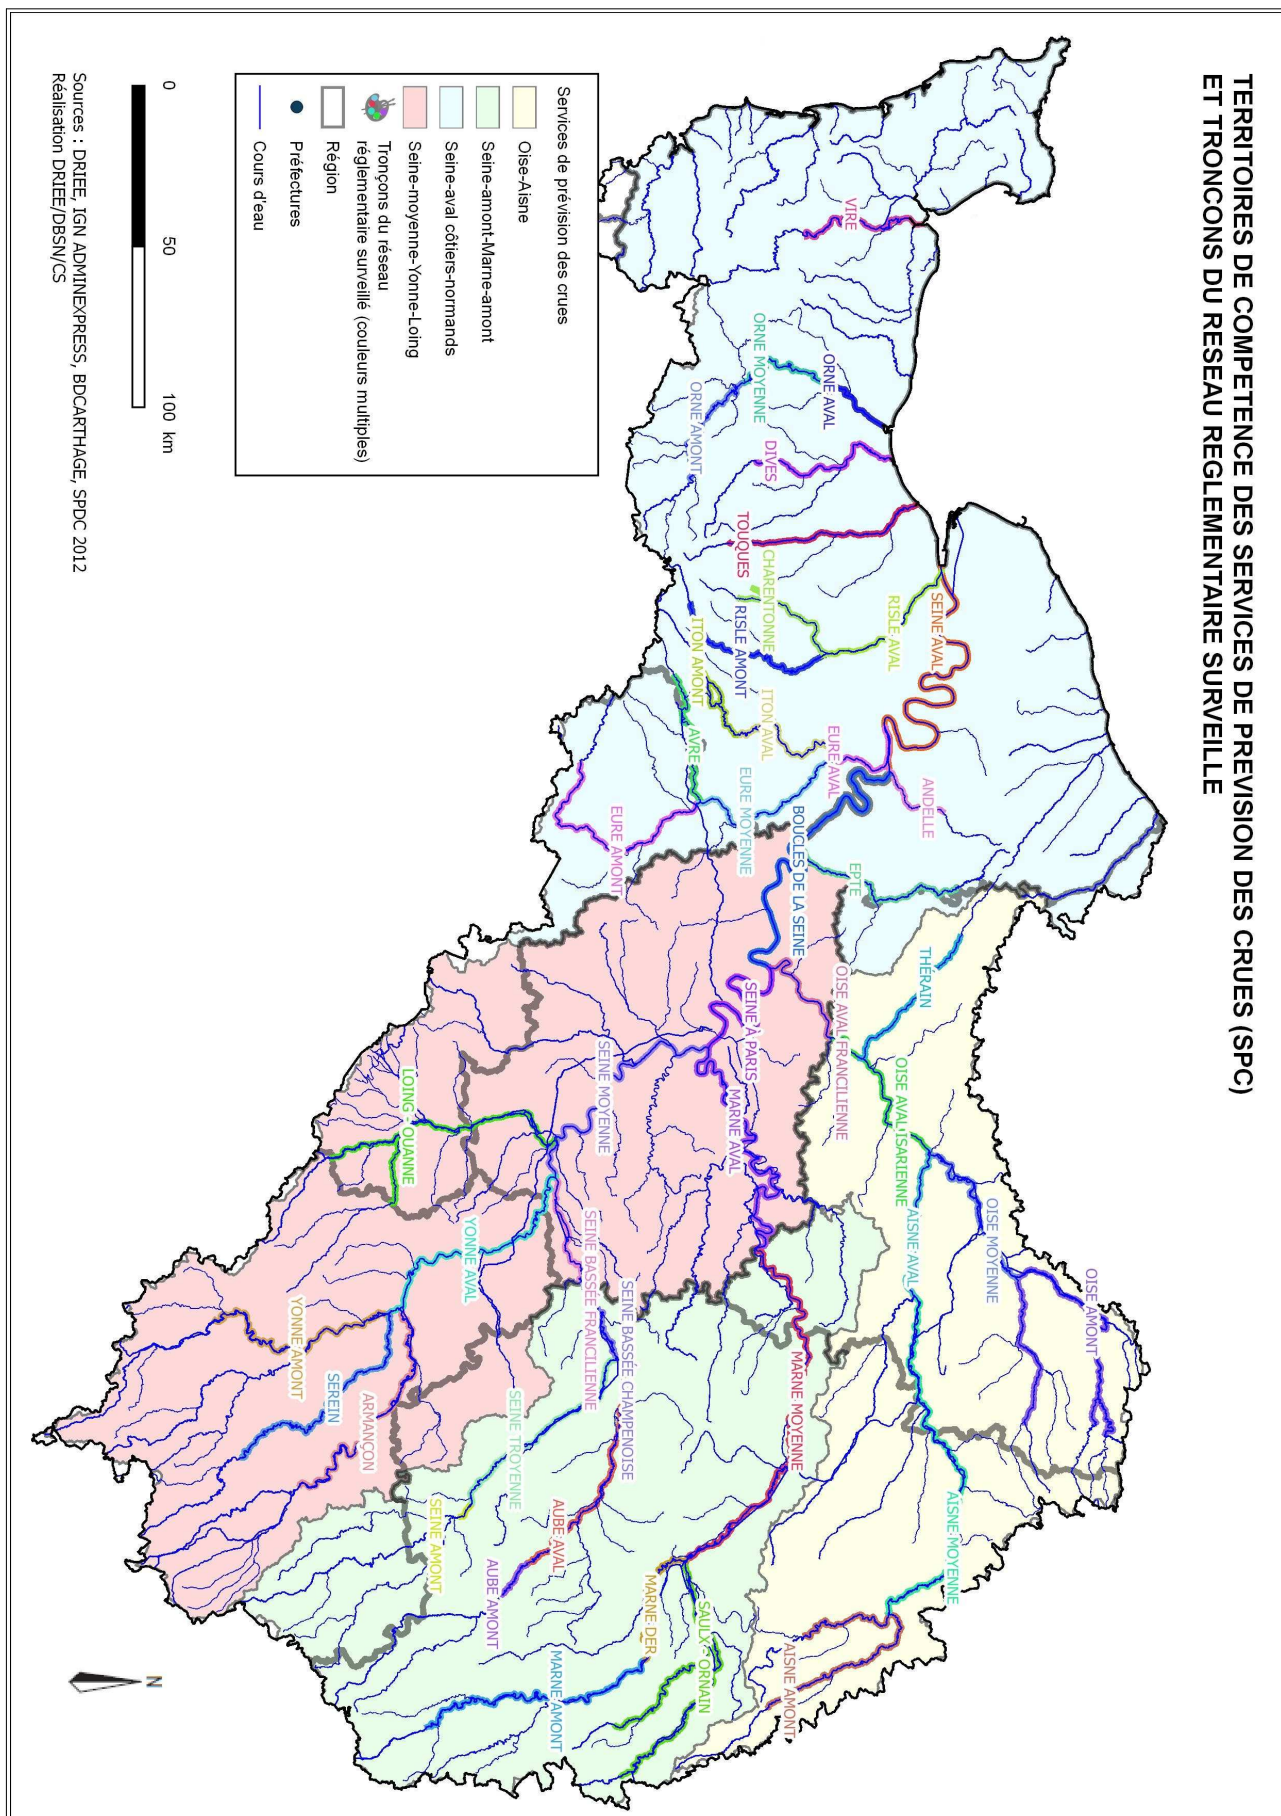 TERRITOIRES DE COMPETENCE DES SERVICES DE PREVISION DES CRUES (SPC)
ET TRONCONS DU RESEAU REGLEMENTAIRE SURVEILLE
OISE AMONT
OISE MOYENNE
AISNE MOYENNE
ANDELLE
THÉRAIN
AISNE AVAL
SEINE AVAL
OISE AVAL ISARIENNE
RISLE AVAL
VIRE
EPTE
OISE AVAL FRANCILIENNE
ORNE AVAL
EURE AVAL
MARNE MOYENNE
AISNE AMONT
BOUCLES DE LA SEINE
DIVES
CHARENTONNE
ITON AVAL
ORNE MOYENNE
TOUQUES
RISLE AMONT
EURE MOYENNE
SEINE À PARIS
MARNE AVAL
ORNE AMONT
ITON AMONT
AVRE
SAULX - ORNAIN
MARNE DER
SEINE BASSÉE CHAMPENOISE
EURE AMONT
SEINE MOYENNE
SEINE BASSÉE FRANCILIENNE
AUBE AVAL
MARNE AMONT
SEINE TROYENNE
AUBE AMONT
YONNE AVAL
SEINE AMONT
LOING - OUANNE
ARMANÇON
SEREIN
YONNE AMONT
Services de prévision des crues
Oise-Aisne
Seine-amont-Marne-amont
Seine-aval côtiers-normands
Seine-moyenne-Yonne-Loing
Tronçons du réseau
réglementaire surveillé (couleurs multiples)
Région
Préfectures
Cours d'eau
0 50 100 km
N
Sources : DRIEE, IGN ADMINEXPRESS, BDCARTHAGE, SPDC 2012
Réalisation DRIEE/DBSN/CS